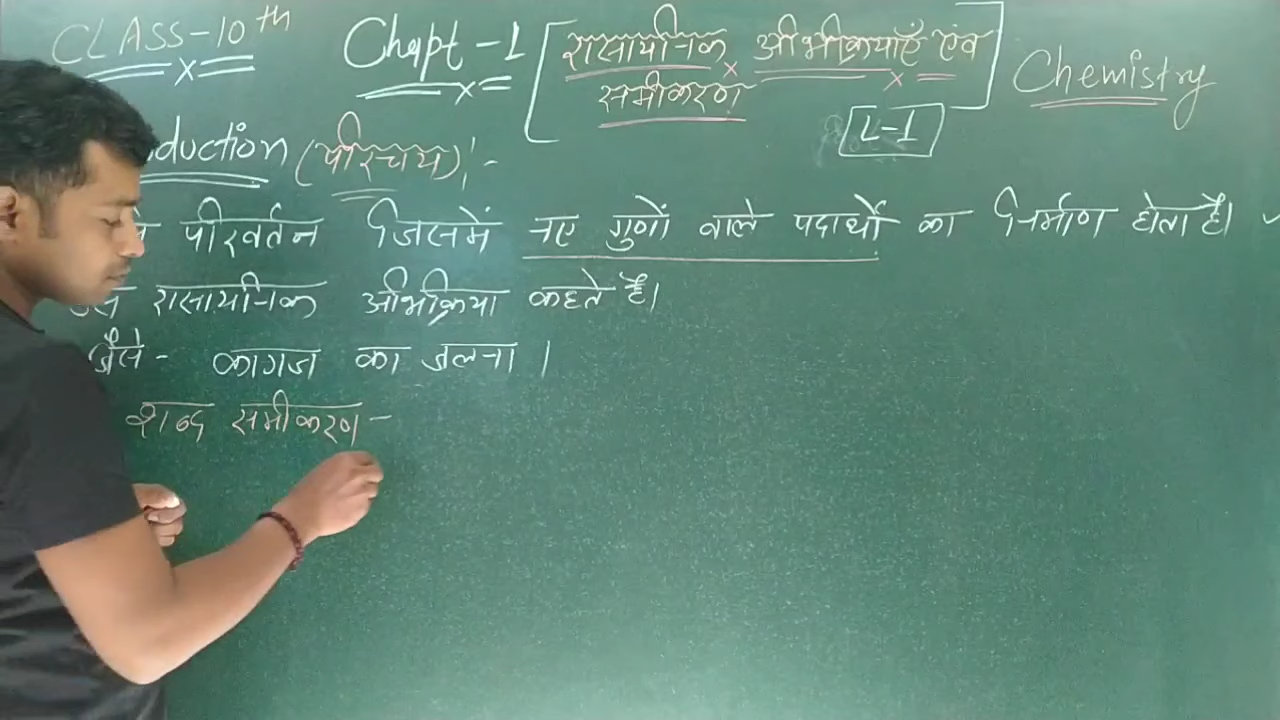 CLASS-10th
Chapt-1 [रासायनिक अभिक्रियाएँ एवं
समीकरण]
Chemistry
L-1
duction (परिचय):-
परिवर्तन जिसमें नए गुणों वाले पदार्थों का निर्माण होता है।
रासायनिक अभिक्रिया कहते हैं।
जैसे- कागज का जलना।
शब्द समीकरण-